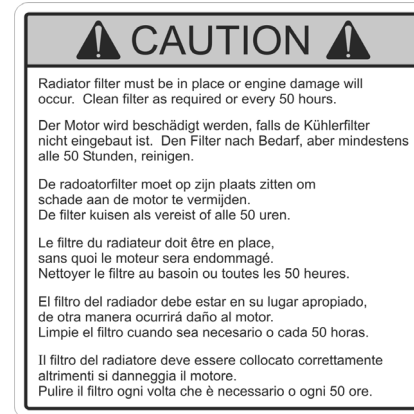 CAUTION
Radiator filter must be in place or engine damage will
occur. Clean filter as required or every 50 hours.
Der Motor wird beschädigt werden, falls de Kühlerfilter
nicht eingebaut ist. Den Filter nach Bedarf, aber mindestens
alle 50 Stunden, reinigen.
De radoatorfilter moet op zijn plaats zitten om
schade aan de motor te vermijden.
De filter kuisen als vereist of alle 50 uren.
Le filtre du radiateur doit être en place,
sans quoi le moteur sera endommagé.
Nettoyer le filtre au basoin ou toutes les 50 heures.
El filtro del radiador debe estar en su lugar apropiado,
de otra manera ocurrirá daño al motor.
Limpie el filtro cuando sea necesario o cada 50 horas.
Il filtro del radiatore deve essere collocato correttamente
altrimenti si danneggia il motore.
Pulire il filtro ogni volta che è necessario o ogni 50 ore.